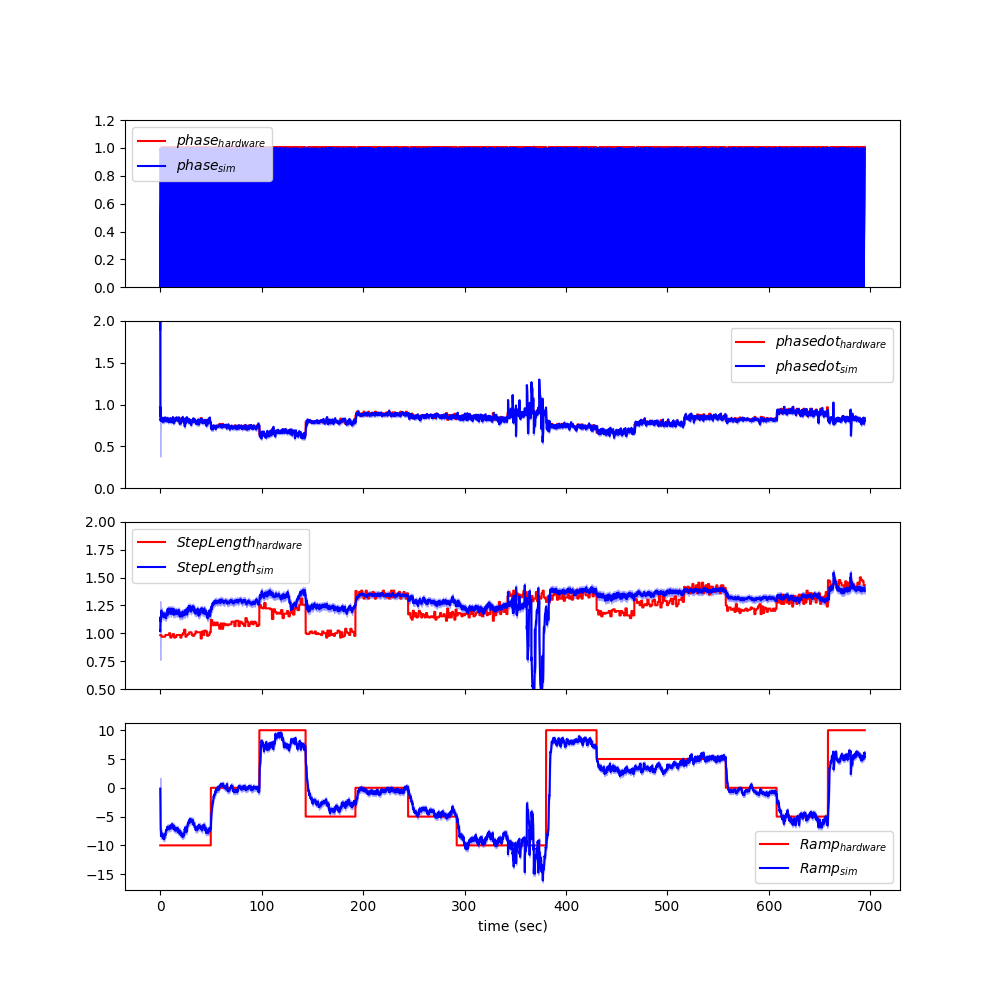 1.2
1.0
0.8
0.6
0.4
0.2
0.0
phase_hardware
phase_sim
2.0
1.5
1.0
0.5
0.0
phasedot_hardware
phasedot_sim
2.00
1.75
1.50
1.25
1.00
0.75
0.50
StepLength_hardware
StepLength_sim
10
5
0
−5
−10
−15
Ramp_hardware
Ramp_sim
0 100 200 300 400 500 600 700
time (sec)